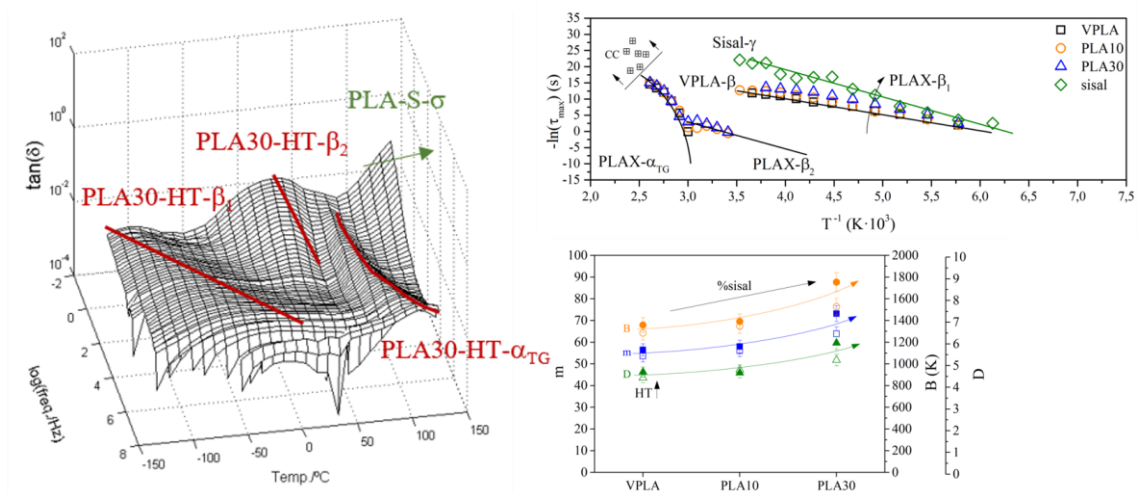 10²
10⁰
10⁻²
10⁻⁴
tan(δ)
-2
0
2
4
6
8
log(freq./Hz)
-150
-100
-50
0
50
100
150
Temp./ºC
PLA-S-σ
PLA30-HT-β₂
PLA30-HT-β₁
PLA30-HT-α_TG
35
30
25
20
15
10
5
0
-5
-10
-15
-ln(τ_max) (s)
CC
Sisal-γ
VPLA-β
PLAX-β₁
PLAX-α_TG
PLAX-β₂
VPLA
PLA10
PLA30
sisal
2,0 2,5 3,0 3,5 4,0 4,5 5,0 5,5 6,0 6,5 7,0 7,5
T⁻¹ (K·10³)
100
90
80
70
60
50
40
30
20
10
0
m
%sisal
B
m
D
HT
2000
1800
1600
1400
1200
1000
800
600
400
200
0
B (K)
10
9
8
7
6
5
4
3
2
1
0
D
VPLA PLA10 PLA30